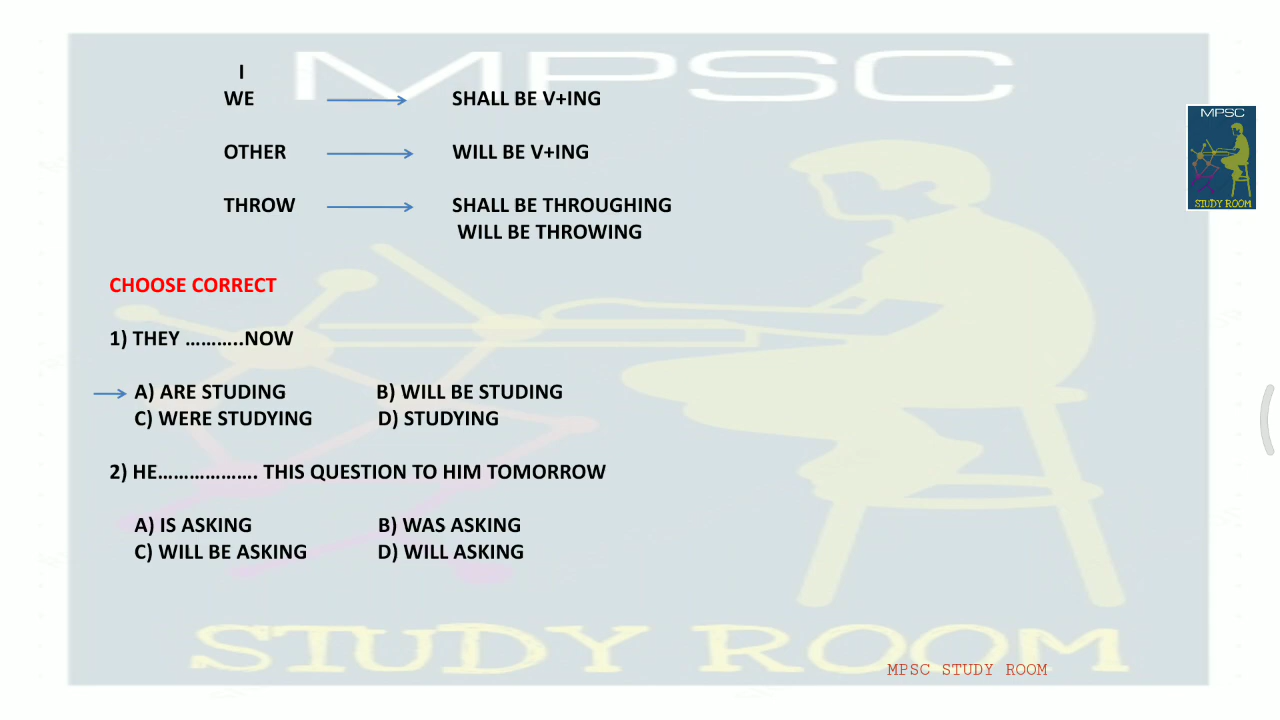 MPSC
I
WE SHALL BE V+ING
OTHER WILL BE V+ING
THROW SHALL BE THROUGHING
WILL BE THROWING
CHOOSE CORRECT
1) THEY ………..NOW
A) ARE STUDING B) WILL BE STUDING
C) WERE STUDYING D) STUDYING
2) HE………………. THIS QUESTION TO HIM TOMORROW
A) IS ASKING B) WAS ASKING
C) WILL BE ASKING D) WILL ASKING
STUDY ROOM
MPSC STUDY ROOM
MPSC
STUDY ROOM